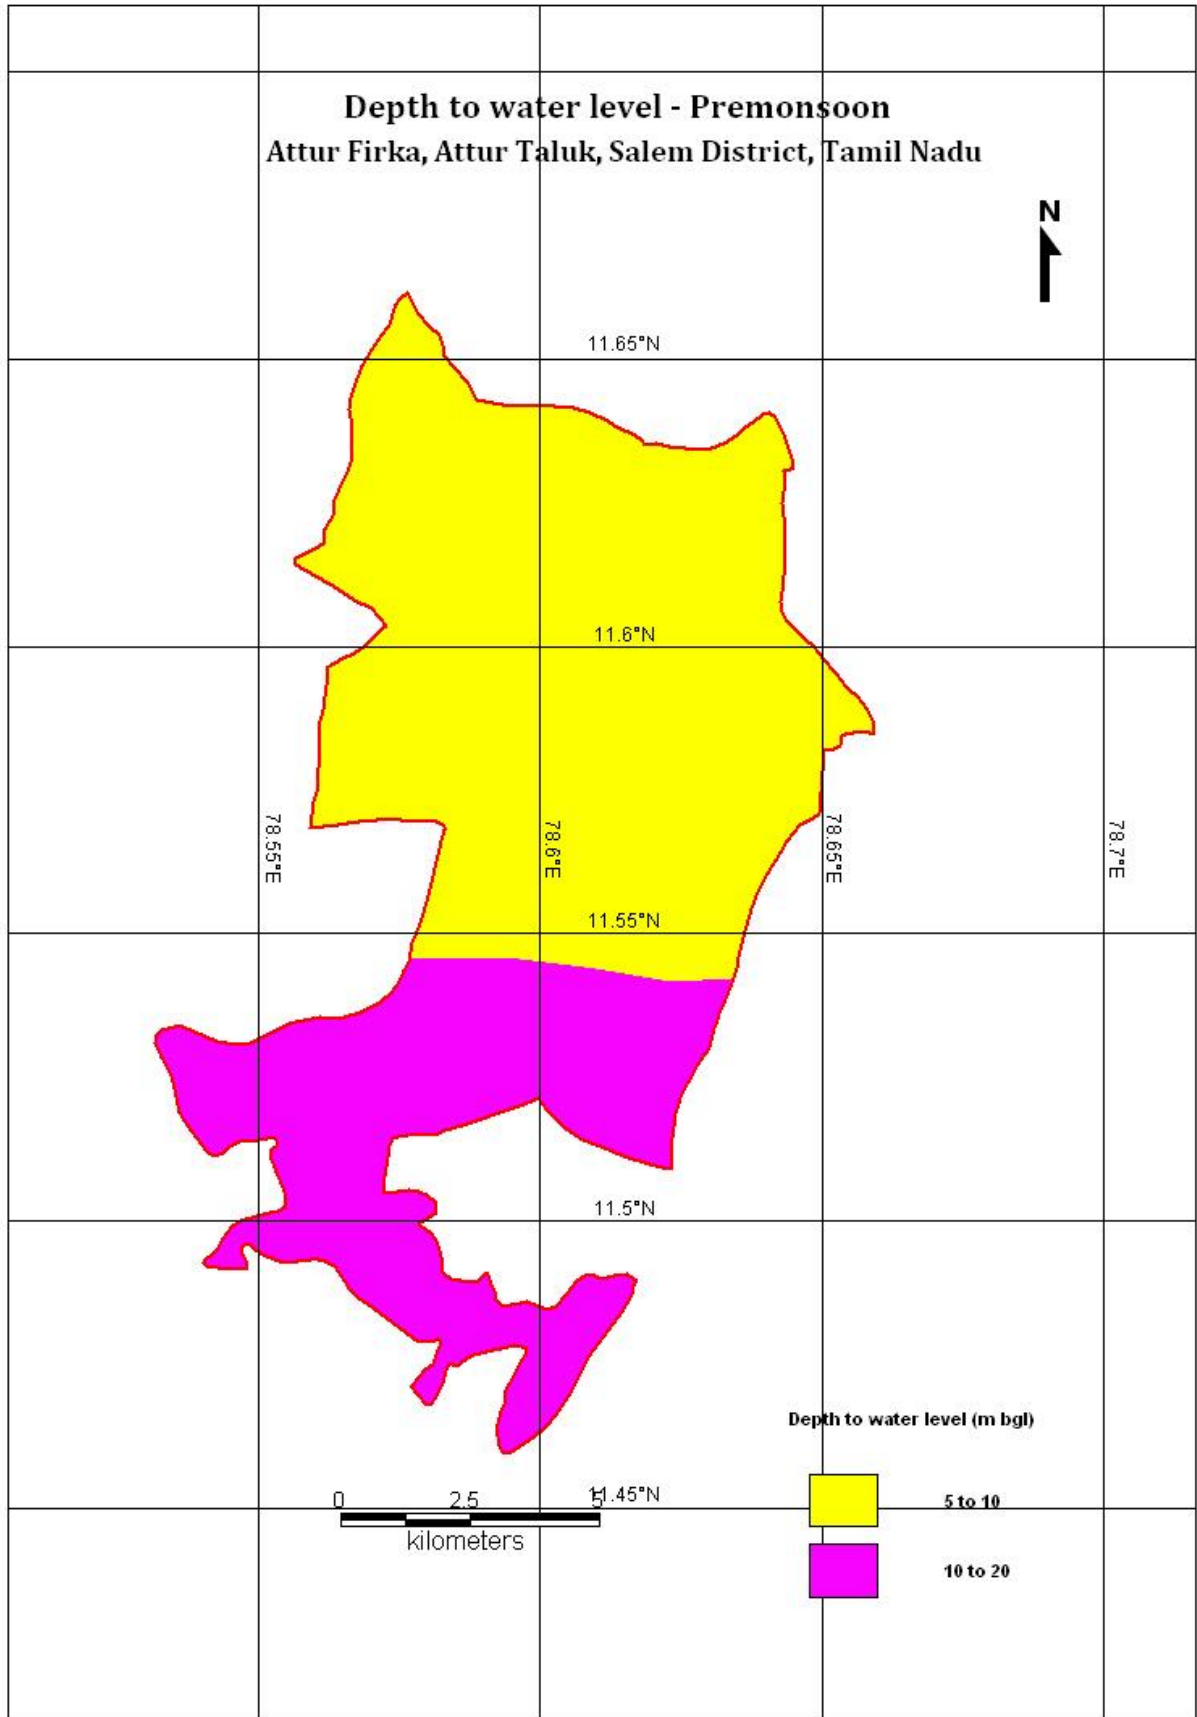 Depth to water level - Premonsoon
Attur Firka, Attur Taluk, Salem District, Tamil Nadu
N
11.65°N
11.6°N
78.55°E
78.6°E
78.65°E
78.7°E
11.55°N
11.5°N
Depth to water level (m bgl)
0 2.5 5
11.45°N
5 to 10
kilometers
10 to 20